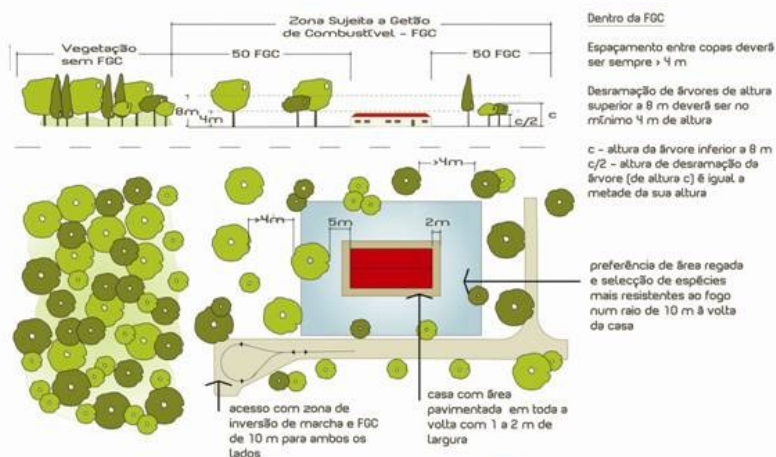 Zona Sujeita a Getão
de Combustível - FGC
Vegetação
sem FGC
50 FGC
50 FGC
8m
4m
c
c/2
>4m
>4m
5m
2m
acesso com zona de
inversão de marcha e FGC
de 10 m para ambos os
lados
casa com área
pavimentada em toda a
volta com 1 a 2 m de
largura
Dentro da FGC
Espaçamento entre copas deverá
ser sempre > 4 m
Desramação de árvores de altura
superior a 8 m deverá ser no
mínimo 4 m de altura
c - altura da árvore inferior a 8 m
c/2 - altura de desramação da
árvore (de altura c) é igual a
metade da sua altura
preferência de área regada
e selecção de espécies
mais resistentes ao fogo
num raio de 10 m à volta
da casa